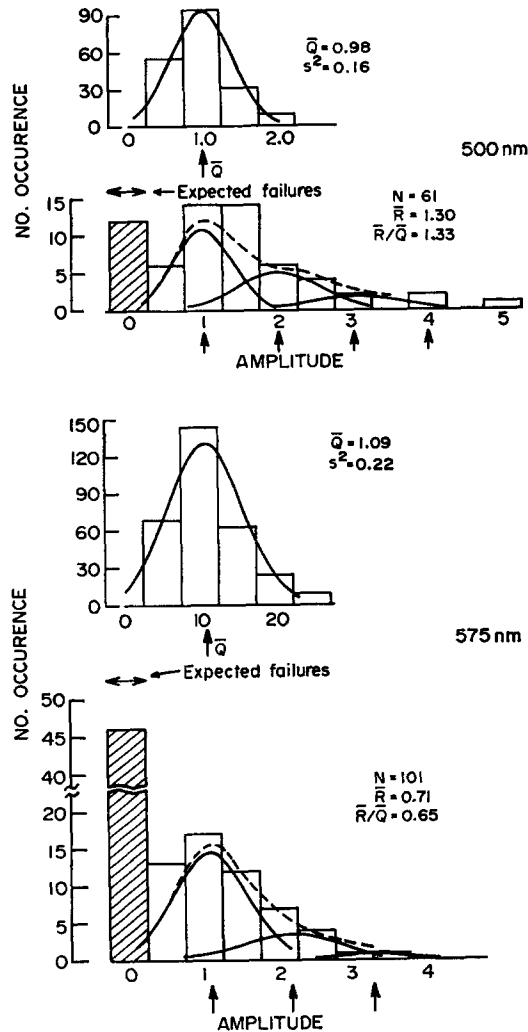 90
60
30
0
0 1.0 2.0
Q̄
Q̄ = 0.98
s² = 0.16
500 nm
NO. OCCURENCE
Expected failures
15
10
5
0
0 1 2 3 4 5
AMPLITUDE
N = 61
R̄ = 1.30
R̄/Q̄ = 1.33
150
120
90
60
30
0
0 10 20
Q̄
Q̄ = 1.09
s² = 0.22
575 nm
NO. OCCURENCE
Expected failures
50
45
40
20
15
10
5
0
0 1 2 3 4
AMPLITUDE
N = 101
R̄ = 0.71
R̄/Q̄ = 0.65